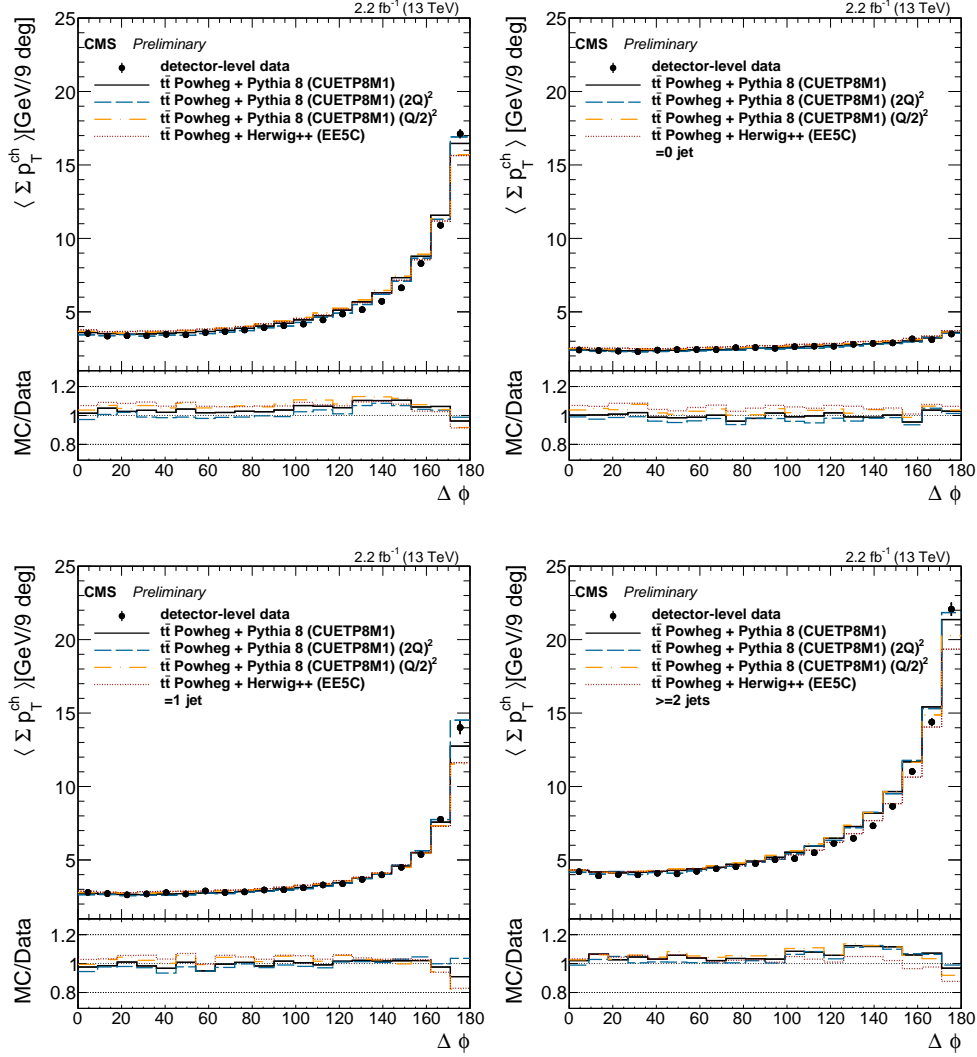 2.2 fb⁻¹ (13 TeV)
CMS Preliminary
detector-level data
tt̄ Powheg + Pythia 8 (CUETP8M1)
tt̄ Powheg + Pythia 8 (CUETP8M1) (2Q)²
tt̄ Powheg + Pythia 8 (CUETP8M1) (Q/2)²
tt̄ Powheg + Herwig++ (EE5C)
⟨ Σ p_T^ch ⟩[GeV/9 deg]
25
20
15
10
5
MC/Data
1.2
1
0.8
0 20 40 60 80 100 120 140 160 180
Δ ϕ
2.2 fb⁻¹ (13 TeV)
CMS Preliminary
detector-level data
tt̄ Powheg + Pythia 8 (CUETP8M1)
tt̄ Powheg + Pythia 8 (CUETP8M1) (2Q)²
tt̄ Powheg + Pythia 8 (CUETP8M1) (Q/2)²
tt̄ Powheg + Herwig++ (EE5C)
=0 jet
⟨ Σ p_T^ch ⟩ [GeV/9 deg]
25
20
15
10
5
MC/Data
1.2
1
0.8
0 20 40 60 80 100 120 140 160 180
Δ ϕ
2.2 fb⁻¹ (13 TeV)
CMS Preliminary
detector-level data
tt̄ Powheg + Pythia 8 (CUETP8M1)
tt̄ Powheg + Pythia 8 (CUETP8M1) (2Q)²
tt̄ Powheg + Pythia 8 (CUETP8M1) (Q/2)²
tt̄ Powheg + Herwig++ (EE5C)
=1 jet
⟨ Σ p_T^ch ⟩[GeV/9 deg]
25
20
15
10
5
MC/Data
1.2
1
0.8
0 20 40 60 80 100 120 140 160 180
Δ ϕ
2.2 fb⁻¹ (13 TeV)
CMS Preliminary
detector-level data
tt̄ Powheg + Pythia 8 (CUETP8M1)
tt̄ Powheg + Pythia 8 (CUETP8M1) (2Q)²
tt̄ Powheg + Pythia 8 (CUETP8M1) (Q/2)²
tt̄ Powheg + Herwig++ (EE5C)
>=2 jets
⟨ Σ p_T^ch ⟩[GeV/9 deg]
25
20
15
10
5
MC/Data
1.2
1
0.8
0 20 40 60 80 100 120 140 160 180
Δ ϕ